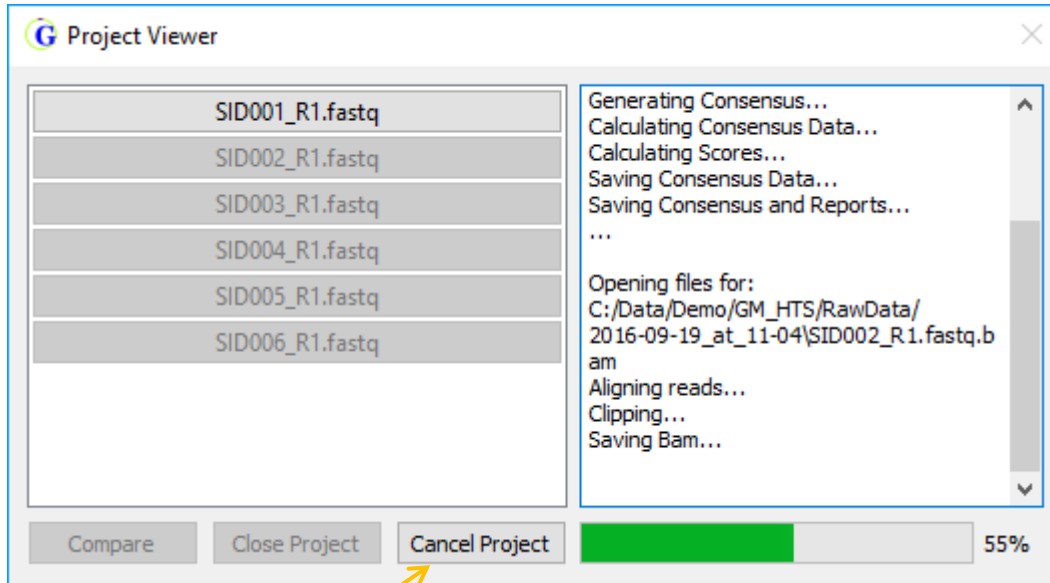 G Project Viewer
SID001_R1.fastq
SID002_R1.fastq
SID003_R1.fastq
SID004_R1.fastq
SID005_R1.fastq
SID006_R1.fastq
Generating Consensus...
Calculating Consensus Data...
Calculating Scores...
Saving Consensus Data...
Saving Consensus and Reports...
...
Opening files for:
C:/Data/Demo/GM_HTS/RawData/
2016-09-19_at_11-04\SID002_R1.fastq.b
am
Aligning reads...
Clipping...
Saving Bam...
Compare
Close Project
Cancel Project
55%